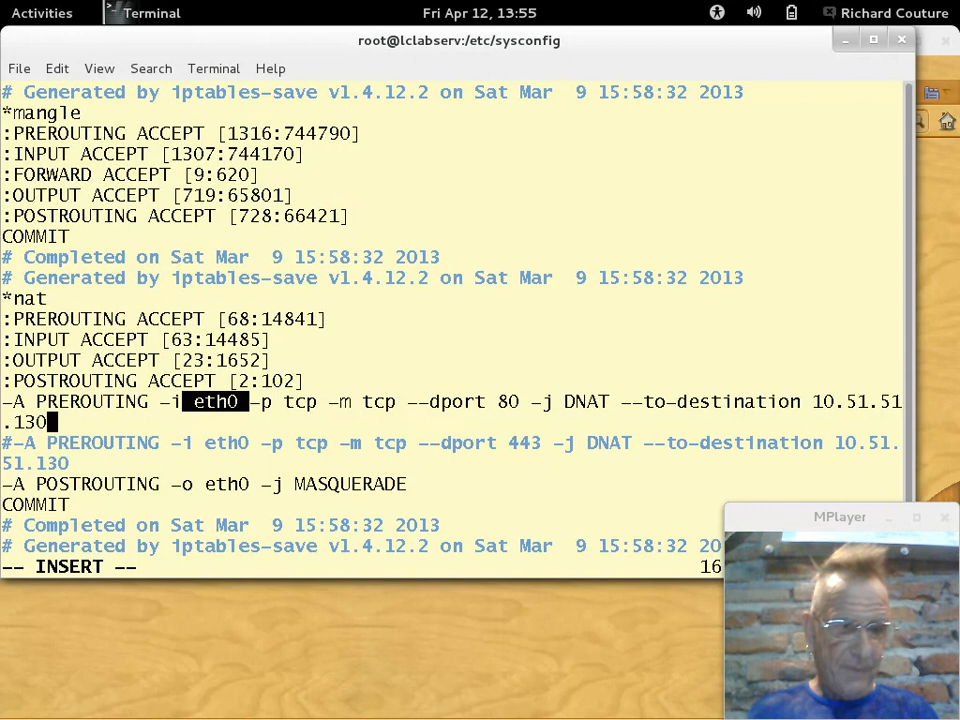 Activities Terminal Fri Apr 12, 13:55 Richard Couture
root@lclabserv:/etc/sysconfig
File Edit View Search Terminal Help
# Generated by iptables-save v1.4.12.2 on Sat Mar  9 15:58:32 2013
*mangle
:PREROUTING ACCEPT [1316:744790]
:INPUT ACCEPT [1307:744170]
:FORWARD ACCEPT [9:620]
:OUTPUT ACCEPT [719:65801]
:POSTROUTING ACCEPT [728:66421]
COMMIT
# Completed on Sat Mar  9 15:58:32 2013
# Generated by iptables-save v1.4.12.2 on Sat Mar  9 15:58:32 2013
*nat
:PREROUTING ACCEPT [68:14841]
:INPUT ACCEPT [63:14485]
:OUTPUT ACCEPT [23:1652]
:POSTROUTING ACCEPT [2:102]
-A PREROUTING -i eth0 -p tcp -m tcp --dport 80 -j DNAT --to-destination 10.51.51
.130
#-A PREROUTING -i eth0 -p tcp -m tcp --dport 443 -j DNAT --to-destination 10.51.
51.130
-A POSTROUTING -o eth0 -j MASQUERADE
COMMIT
# Completed on Sat Mar  9 15:58:32 2013
# Generated by iptables-save v1.4.12.2 on Sat Mar  9 15:58:32 20
-- INSERT -- 16
MPlayer